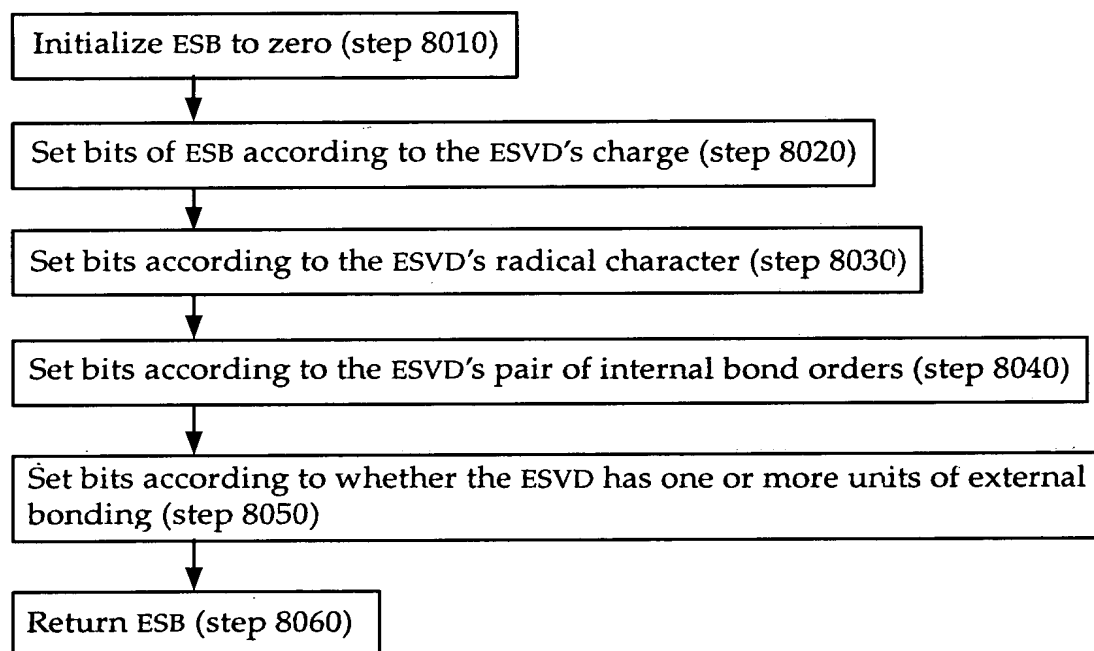 Initialize ESB to zero (step 8010)
Set bits of ESB according to the ESVD's charge (step 8020)
Set bits according to the ESVD's radical character (step 8030)
Set bits according to the ESVD's pair of internal bond orders (step 8040)
Set bits according to whether the ESVD has one or more units of external
bonding (step 8050)
Return ESB (step 8060)